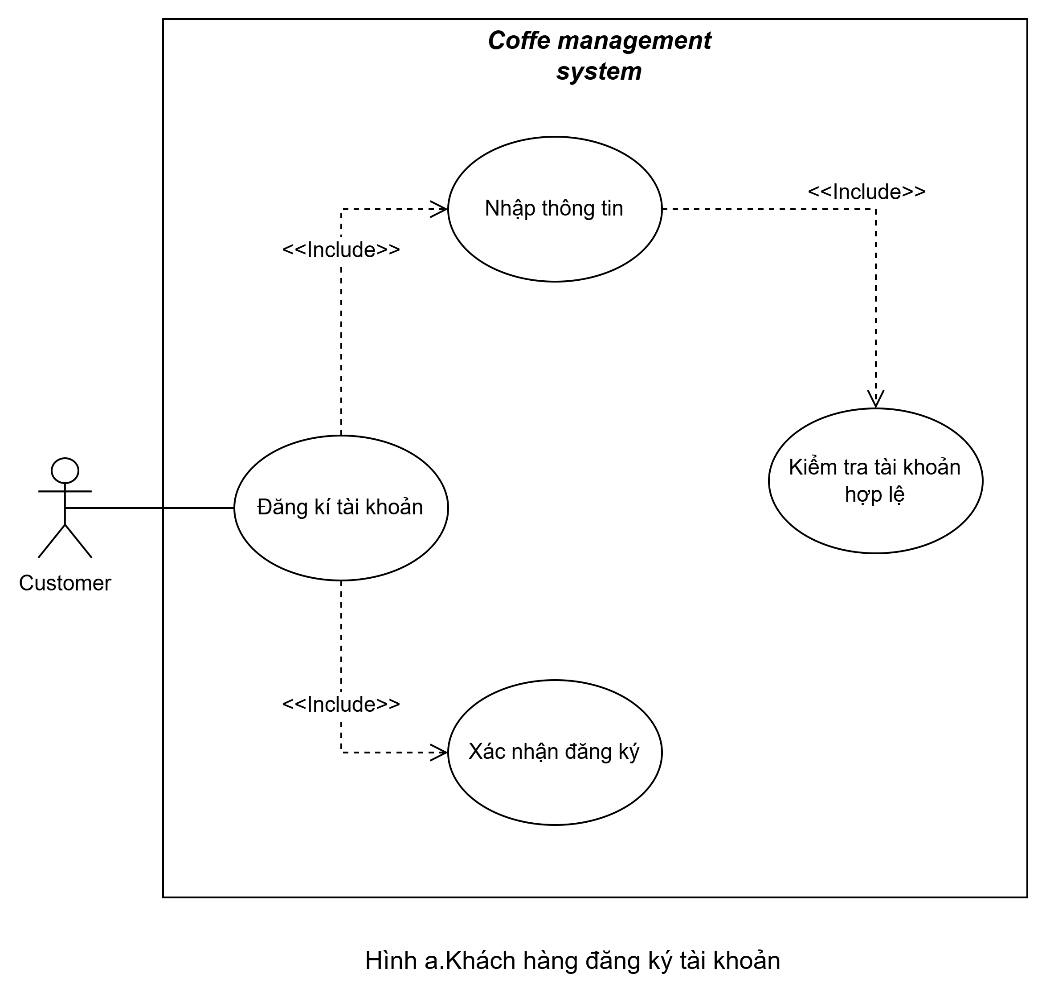 Coffe management
system
Nhập thông tin
<<Include>>
<<Include>>
Kiểm tra tài khoản
hợp lệ
Đăng kí tài khoản
Customer
<<Include>>
Xác nhận đăng ký
Hình a.Khách hàng đăng ký tài khoản